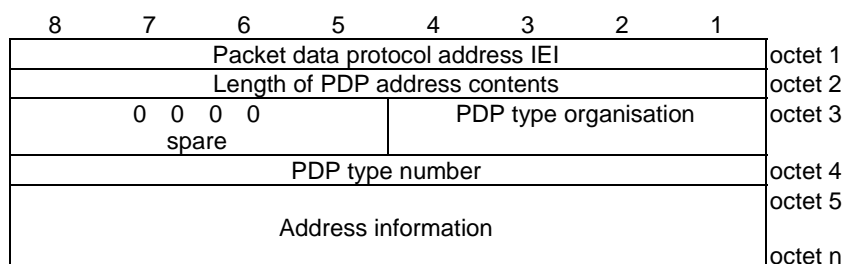 8 7 6 5 4 3 2 1
Packet data protocol address IEI octet 1
Length of PDP address contents octet 2
0 0 0 0 PDP type organisation octet 3
spare
PDP type number octet 4
octet 5
Address information
octet n